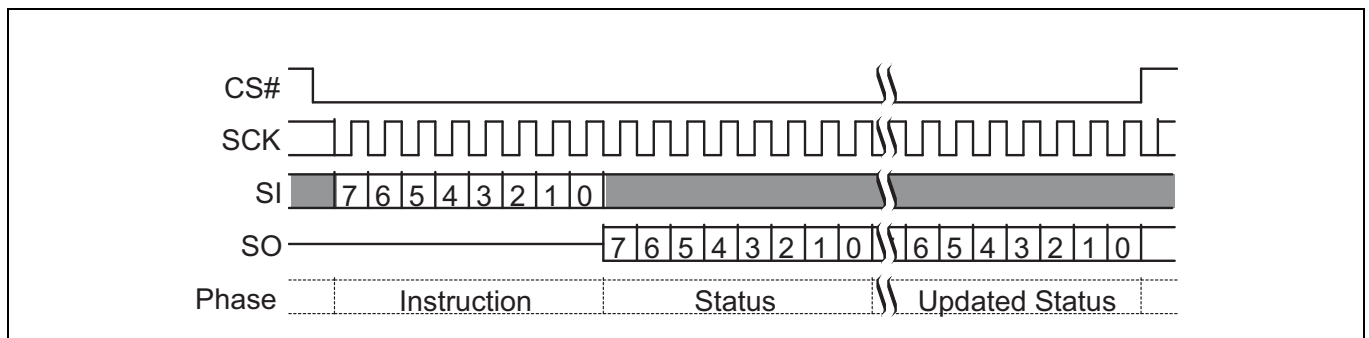 CS#
SCK
SI 7 6 5 4 3 2 1 0
SO 7 6 5 4 3 2 1 0 6 5 4 3 2 1 0
Phase Instruction Status Updated Status